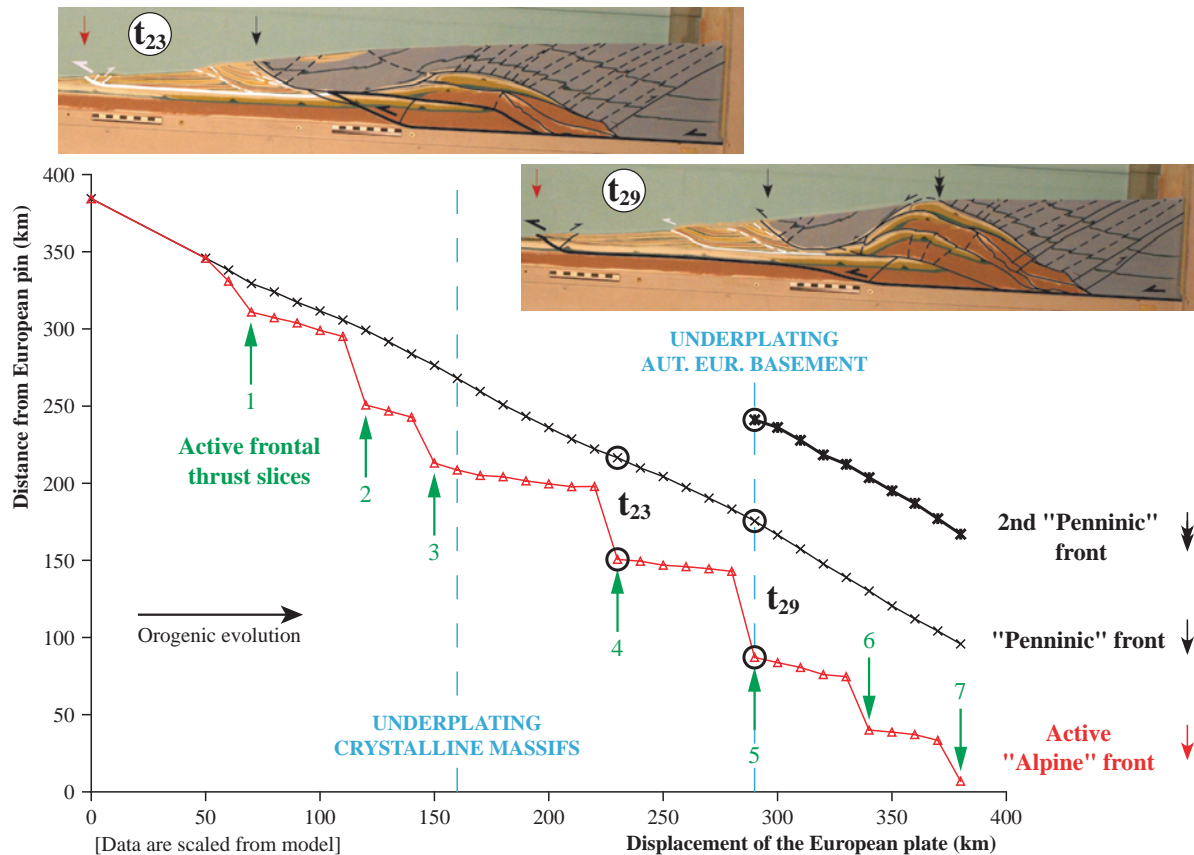 t23
t29
Distance from European pin (km)
400
350
300
250
200
150
100
50
0
UNDERPLATING
AUT. EUR. BASEMENT
1
Active frontal
thrust slices
2
3
t23
4
t29
5
6
7
Orogenic evolution
UNDERPLATING
CRYSTALLINE MASSIFS
2nd "Penninic"
front
"Penninic" front
Active
"Alpine" front
0
50
100
150
200
250
300
350
400
[Data are scaled from model]
Displacement of the European plate (km)